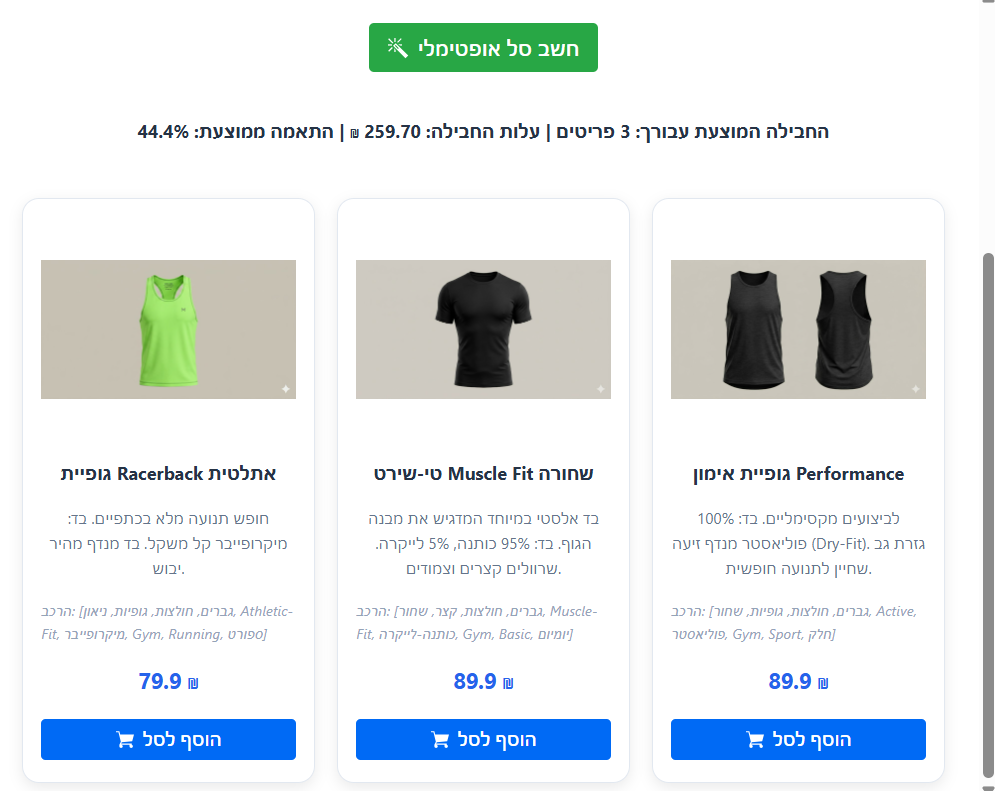 חשב סל אופטימלי
החבילה המוצעת עבורך: 3 פריטים | עלות החבילה: 259.70 ₪ | התאמה ממוצעת: 44.4%
גופיית Racerback אתלטית
חופש תנועה מלא בכתפיים. בד:
מיקרופייבר קל משקל. בד מנדף מהיר
יבוש.
הרכב: [גברים, חולצות, גופיות, ניאון, Athletic-
Fit, מיקרופייבר, Gym, Running, ספורט]
79.9 ₪
הוסף לסל
טי-שירט Muscle Fit שחורה
בד אלסטי במיוחד המדגיש את מבנה
הגוף. בד: 95% כותנה, 5% לייקרה.
שרוולים קצרים וצמודים.
הרכב: [גברים, חולצות, קצר, שחור, Muscle-
Fit, כותנה-לייקרה, Gym, Basic, יומיום]
89.9 ₪
הוסף לסל
גופיית אימון Performance
לביצועים מקסימליים. בד: 100%
פוליאסטר מנדף זיעה (Dry-Fit). גזרת גב
שחיין לתנועה חופשית.
הרכב: [גברים, חולצות, גופיות, שחור, Active,
פוליאסטר, Gym, Sport, חלק]
89.9 ₪
הוסף לסל